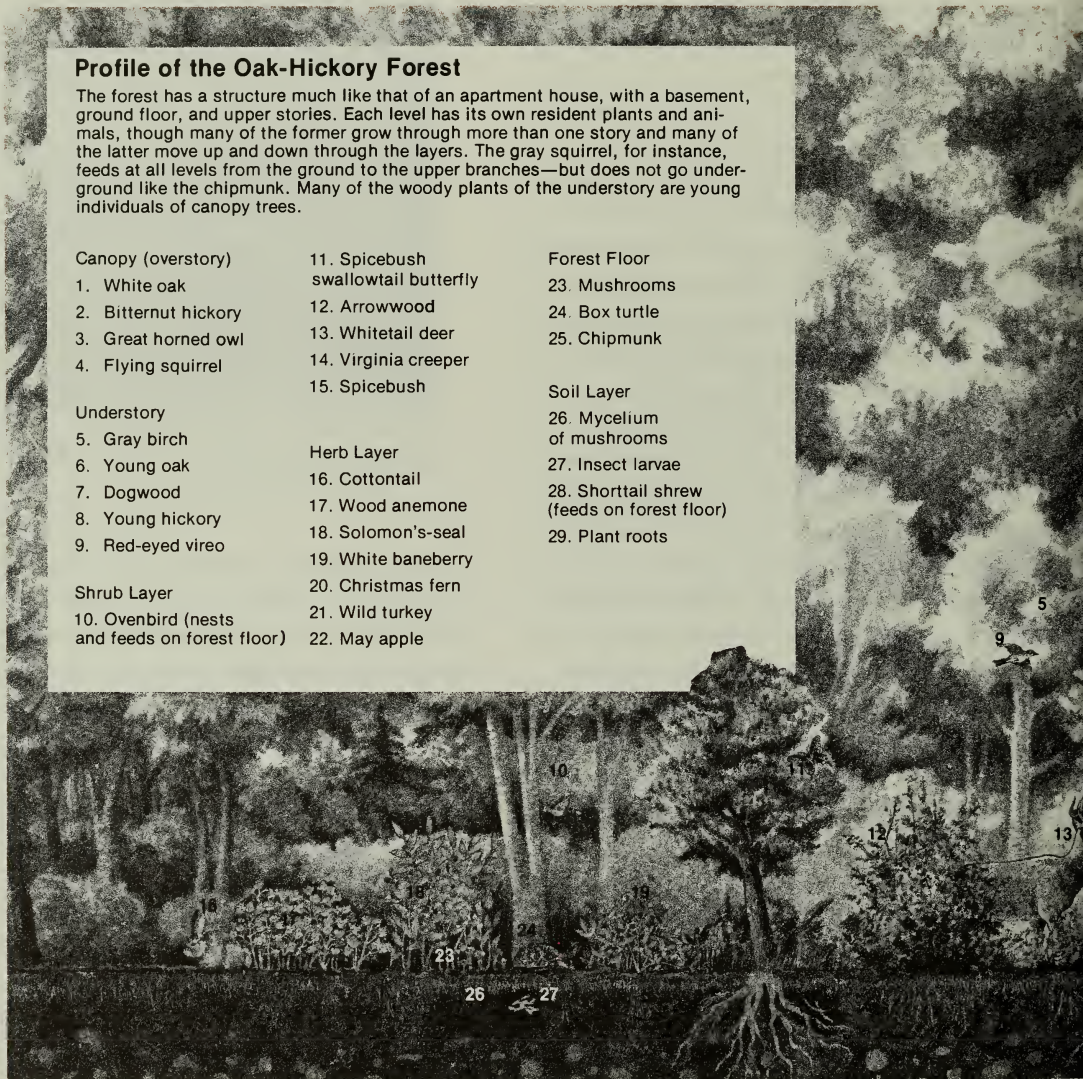 Profile of the Oak-Hickory Forest
The forest has a structure much like that of an apartment house, with a basement,
ground floor, and upper stories. Each level has its own resident plants and ani-
mals, though many of the former grow through more than one story and many of
the latter move up and down through the layers. The gray squirrel, for instance,
feeds at all levels from the ground to the upper branches—but does not go under-
ground like the chipmunk. Many of the woody plants of the understory are young
individuals of canopy trees.
Canopy (overstory)
1. White oak
2. Bitternut hickory
3. Great horned owl
4. Flying squirrel
Understory
5. Gray birch
6. Young oak
7. Dogwood
8. Young hickory
9. Red-eyed vireo
Shrub Layer
10. Ovenbird (nests
and feeds on forest floor)
11. Spicebush
swallowtail butterfly
12. Arrowwood
13. Whitetail deer
14. Virginia creeper
15. Spicebush
Herb Layer
16. Cottontail
17. Wood anemone
18. Solomon's-seal
19. White baneberry
20. Christmas fern
21. Wild turkey
22. May apple
Forest Floor
23. Mushrooms
24. Box turtle
25. Chipmunk
Soil Layer
26. Mycelium
of mushrooms
27. Insect larvae
28. Shorttail shrew
(feeds on forest floor)
29. Plant roots
5
9
10
11
12
13
16
17
18
19
24
23
26
27